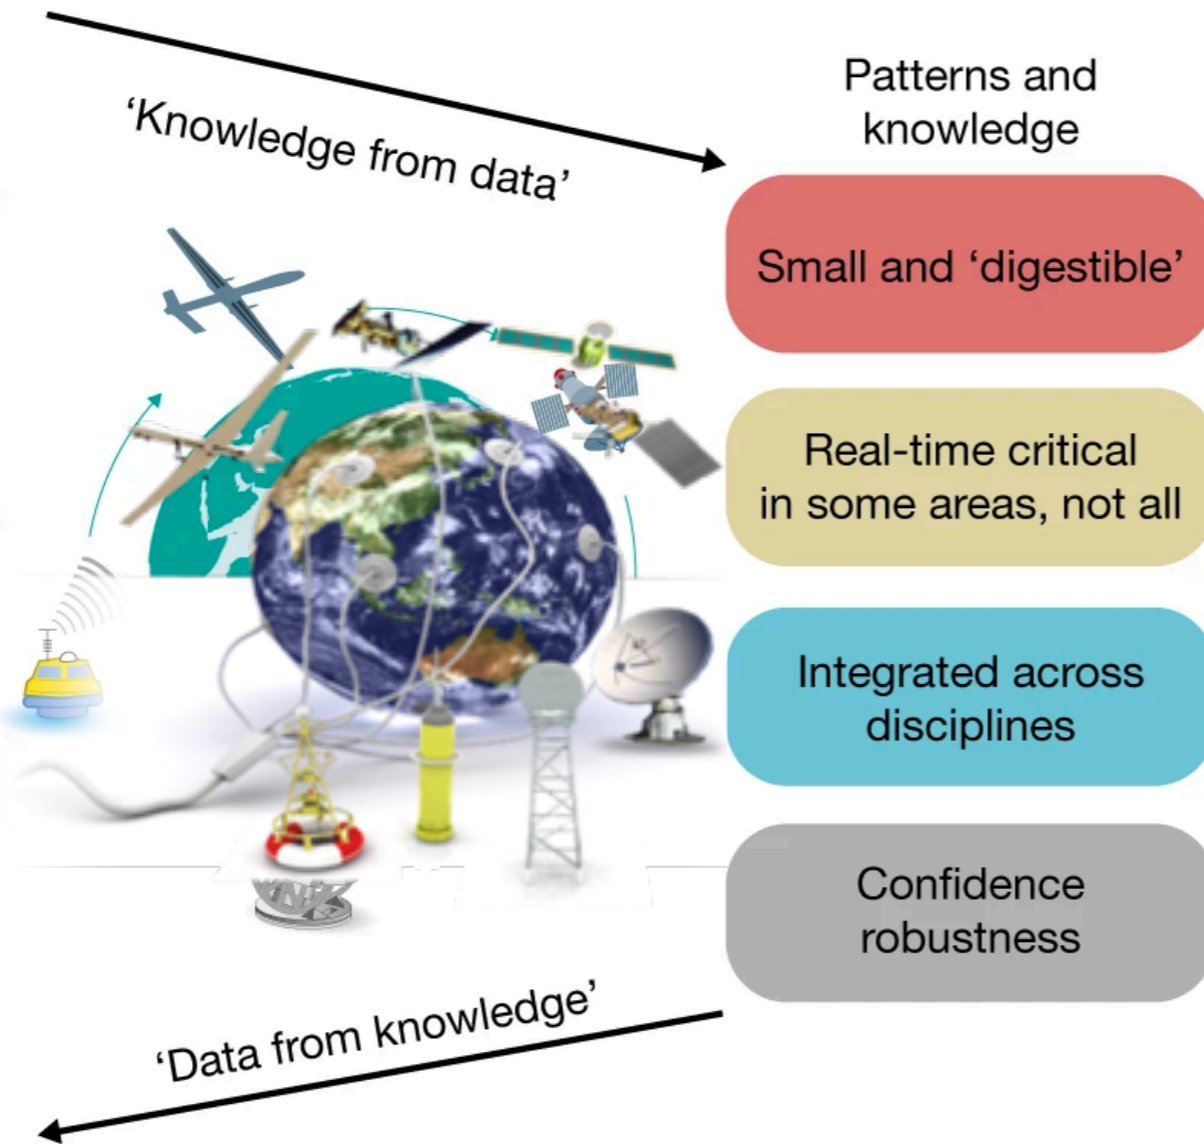 ‘Knowledge from data’
Patterns and
knowledge
Small and ‘digestible’
Real-time critical
in some areas, not all
Integrated across
disciplines
Confidence
robustness
‘Data from knowledge’